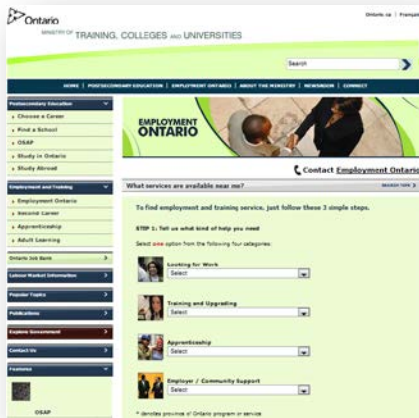 Ontario
Ontario.ca | Français
MINISTRY OF TRAINING, COLLEGES AND UNIVERSITIES
Search
HOME | POSTSECONDARY EDUCATION | EMPLOYMENT ONTARIO | ABOUT THE MINISTRY | NEWSROOM | CONNECT
Postsecondary Education
Choose a Career
Find a School
OSAP
Study in Ontario
Study Abroad
Employment and Training
Employment Ontario
Second Career
Apprenticeship
Adult Learning
Ontario Job Bank
Labour Market Information
Popular Topics
Publications
Explore Government
Contact Us
Features
OSAP
EMPLOYMENT
ONTARIO
Contact Employment Ontario
What services are available near me?
SEARCH TIPS
To find employment and training service, just follow these 3 simple steps.
STEP 1: Tell us what kind of help you need
Select one option from the following four categories:
Looking for Work
Select
Training and Upgrading
Select
Apprenticeship
Select
Employer / Community Support
Select
* denotes province of Ontario program or service